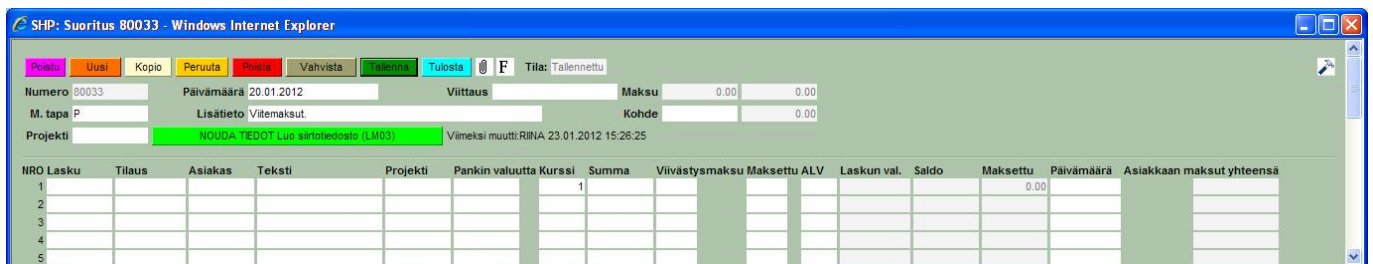 SHP: Suoritus 80033 - Windows Internet Explorer
Poistu Uusi Kopio Peruuta Poista Vahvista Tallenna Tulosta F Tila: Tallennettu
Numero 80033 Päivämäärä 20.01.2012 Viittaus Maksu 0.00 0.00
M. tapa P Lisätieto Viitemaksut. Kohde 0.00
Projekti NOUDA TIEDOT Luo siirtotiedosto (LM03) Viimeksi muutti:RIINA 23.01.2012 15:26:25
NRO Lasku Tilaus Asiakas Teksti Projekti Pankin valuutta Kurssi Summa Viivästysmaksu Maksettu ALV Laskun val. Saldo Maksettu Päivämäärä Asiakkaan maksut yhteensä
1 1 0.00
2
3
4
5